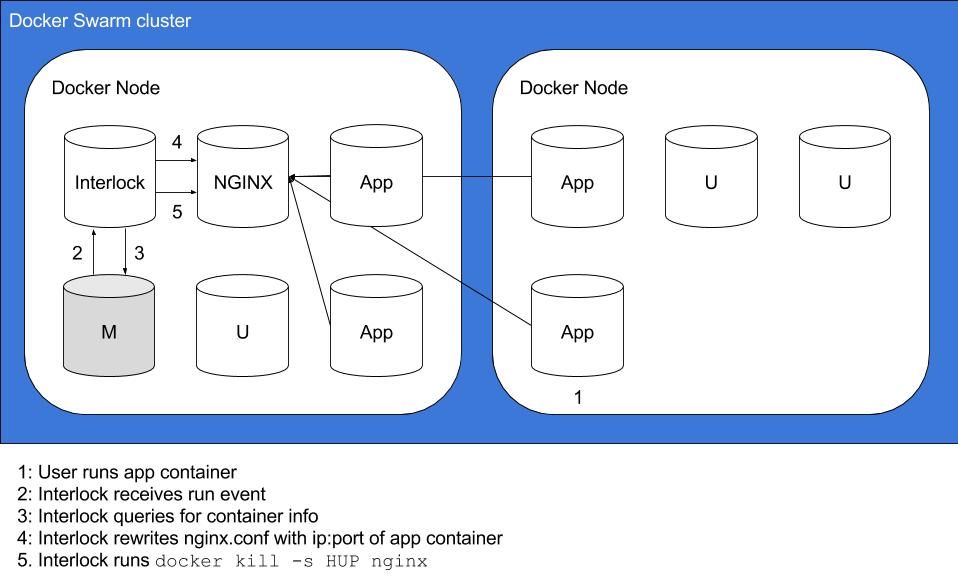 Docker Swarm cluster
Docker Node
Docker Node
4
Interlock
NGINX
App
App
U
U
5
2
3
M
U
App
App
1
1: User runs app container
2: Interlock receives run event
3: Interlock queries for container info
4: Interlock rewrites nginx.conf with ip:port of app container
5. Interlock runs docker kill -s HUP nginx